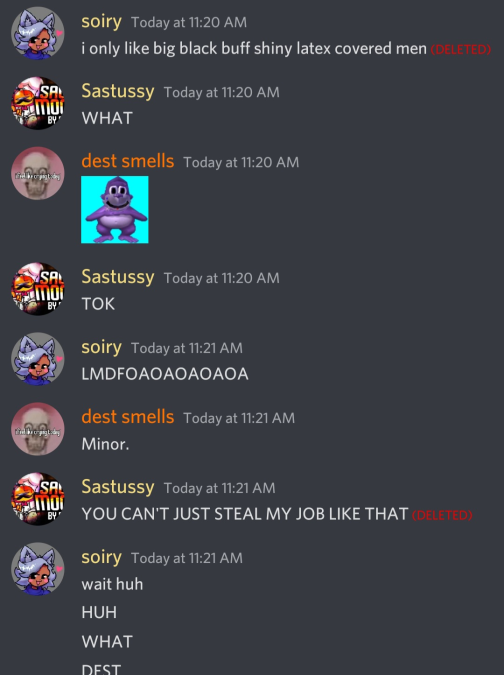 soiry Today at 11:20 AM
i only like big black buff shiny latex covered men (DELETED)
Sastussy Today at 11:20 AM
WHAT
dest smells Today at 11:20 AM
Sastussy Today at 11:20 AM
TOK
soiry Today at 11:21 AM
LMDFOAOAOAOAOA
dest smells Today at 11:21 AM
Minor.
Sastussy Today at 11:21 AM
YOU CAN'T JUST STEAL MY JOB LIKE THAT (DELETED)
soiry Today at 11:21 AM
wait huh
HUH
WHAT
DEST